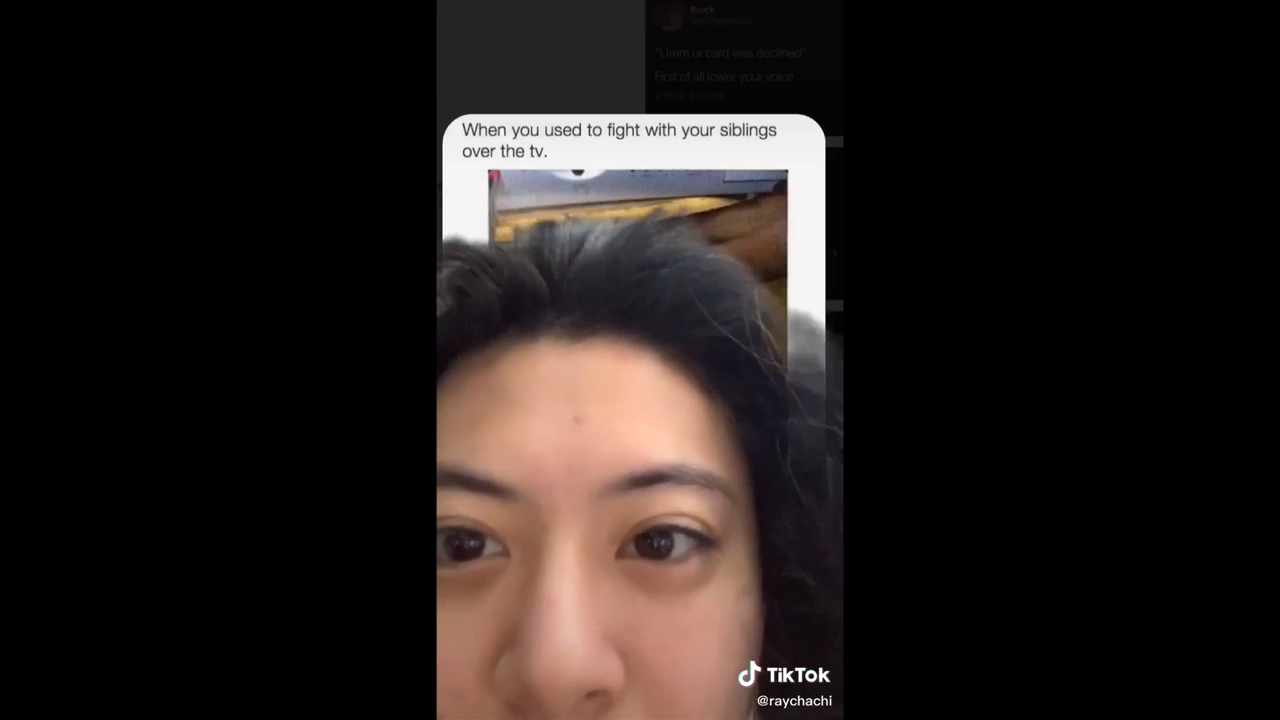 Brock
"Umm ur card was declined"
First of all lower your voice
When you used to fight with your siblings
over the tv.
TikTok
@raychachi